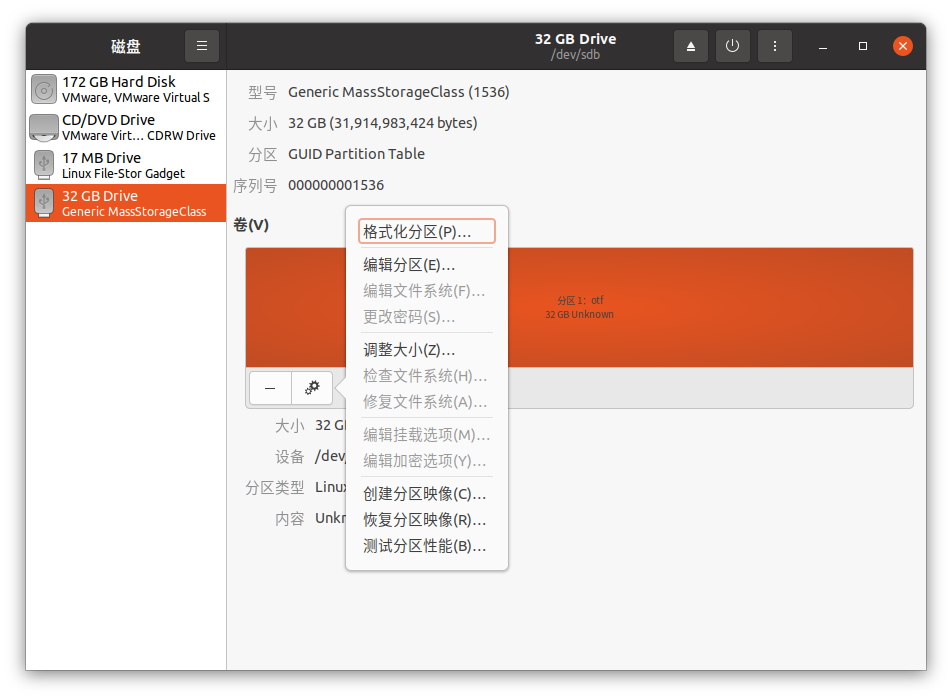 磁盘
32 GB Drive
/dev/sdb
172 GB Hard Disk
VMware, VMware Virtual S
CD/DVD Drive
VMware Virt… CDRW Drive
17 MB Drive
Linux File-Stor Gadget
32 GB Drive
Generic MassStorageClass
型号 Generic MassStorageClass (1536)
大小 32 GB (31,914,983,424 bytes)
分区 GUID Partition Table
序列号 000000001536
卷(V)
分区 1：otf
32 GB Unknown
格式化分区(P)…
编辑分区(E)…
编辑文件系统(F)…
更改密码(S)…
调整大小(Z)…
检查文件系统(H)…
修复文件系统(A)…
编辑挂载选项(M)…
编辑加密选项(Y)…
创建分区映像(C)…
恢复分区映像(R)…
测试分区性能(B)…
大小 32
设备 /dev/
分区类型 Linux
内容